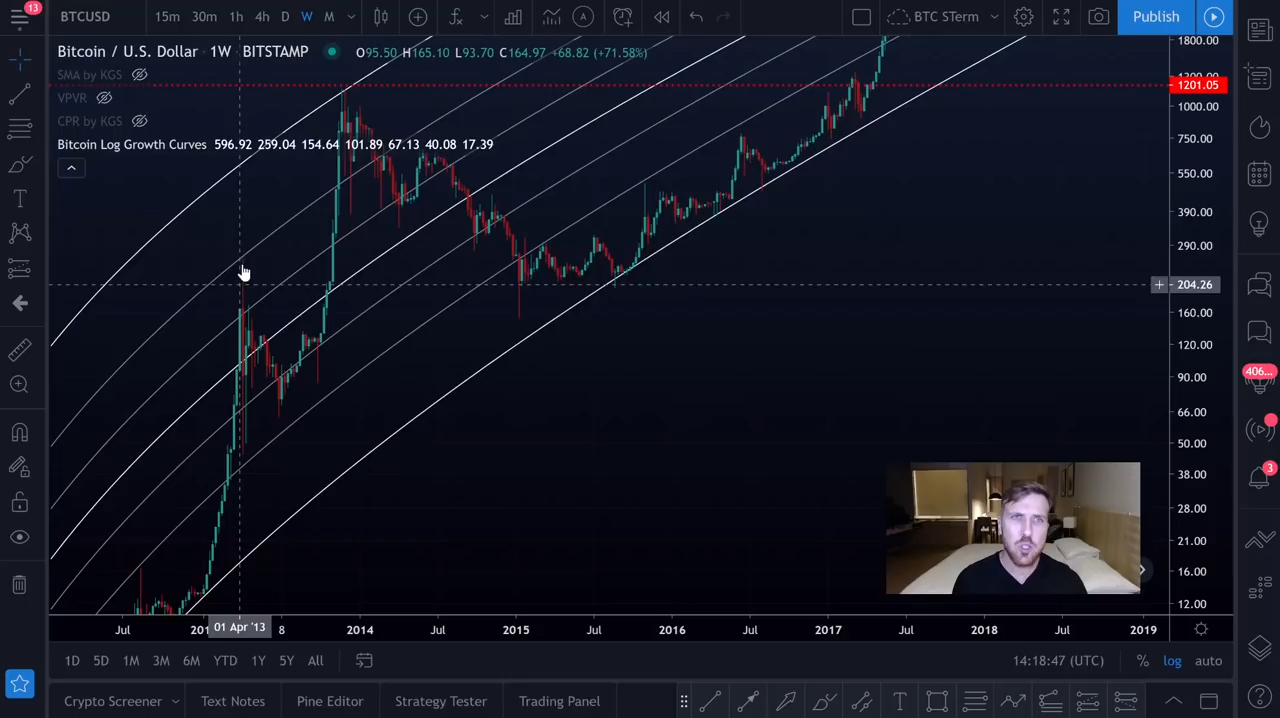 13
BTCUSD 15m 30m 1h 4h D W M BTC STerm Publish
Bitcoin / U.S. Dollar 1W BITSTAMP O95.50 H165.10 L93.70 C164.97 +68.82 (+71.58%)
SMA by KGS
VPVR
CPR by KGS
Bitcoin Log Growth Curves 596.92 259.04 154.64 101.89 67.13 40.08 17.39
1800.00
1300.00
1201.05
1000.00
750.00
550.00
390.00
290.00
204.26
160.00
120.00
90.00
66.00
50.00
38.00
28.00
21.00
16.00
12.00
406...
3
Jul 201 01 Apr '13 8 2014 Jul 2015 Jul 2016 Jul 2017 Jul 2018 Jul 2019
1D 5D 1M 3M 6M YTD 1Y 5Y All 14:18:47 (UTC) % log auto
Crypto Screener Text Notes Pine Editor Strategy Tester Trading Panel